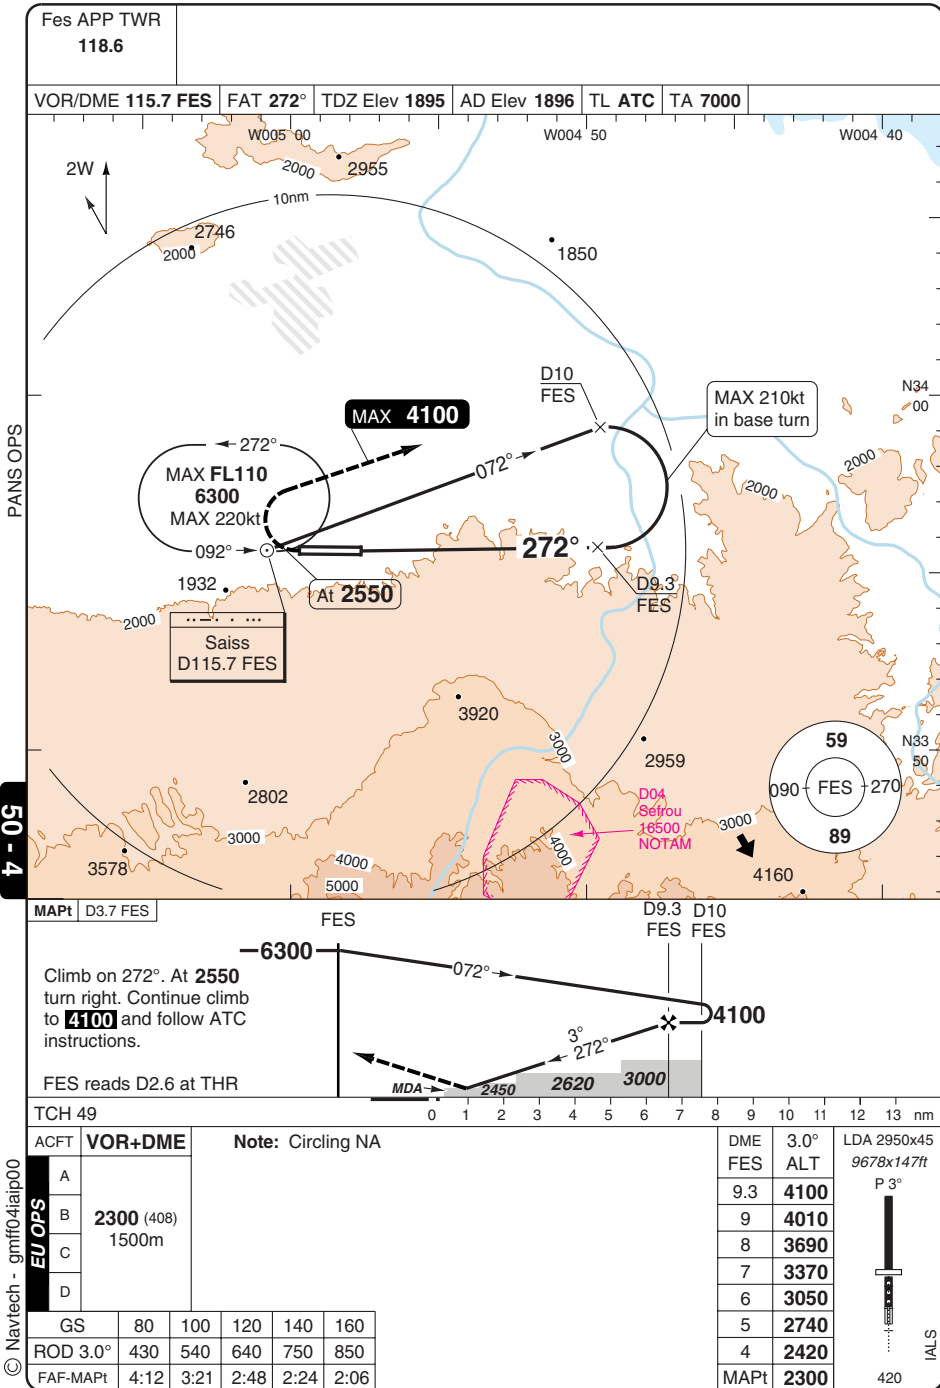 Fes APP TWR
118.6
VOR/DME 115.7 FES FAT 272° TDZ Elev 1895 AD Elev 1896 TL ATC TA 7000
W005 00
W004 50
W004 40
2W
2955
2000
10nm
2746
2000
1850
D10
FES
N34
00
MAX 210kt
in base turn
MAX 4100
272°
072°
MAX FL110
6300
MAX 220kt
2000
2000
092°
272°
1932
At 2550
D9.3
FES
2000
Saiss
D115.7 FES
3920
3000
2959
59
N33
50
090 FES 270
89
2802
D04
Sefrou
16500
NOTAM
3000
3000
4000
3578
4000
5000
4160
PANS OPS
50 - 4
MAPt D3.7 FES
FES
D9.3
FES
D10
FES
6300
072°
4100
3°
272°
Climb on 272°. At 2550
turn right. Continue climb
to 4100 and follow ATC
instructions.
FES reads D2.6 at THR
MDA 2450 2620 3000
TCH 49
0 1 2 3 4 5 6 7 8 9 10 11 12 13 nm
ACFT VOR+DME
Note: Circling NA
EU OPS
A
B
C
D
2300 (408)
1500m
GS 80 100 120 140 160
ROD 3.0° 430 540 640 750 850
FAF-MAPt 4:12 3:21 2:48 2:24 2:06
DME 3.0°
FES ALT
9.3 4100
9 4010
8 3690
7 3370
6 3050
5 2740
4 2420
MAPt 2300
LDA 2950x45
9678x147ft
P 3°
420
IALS
© Navtech - gmff04iaip00